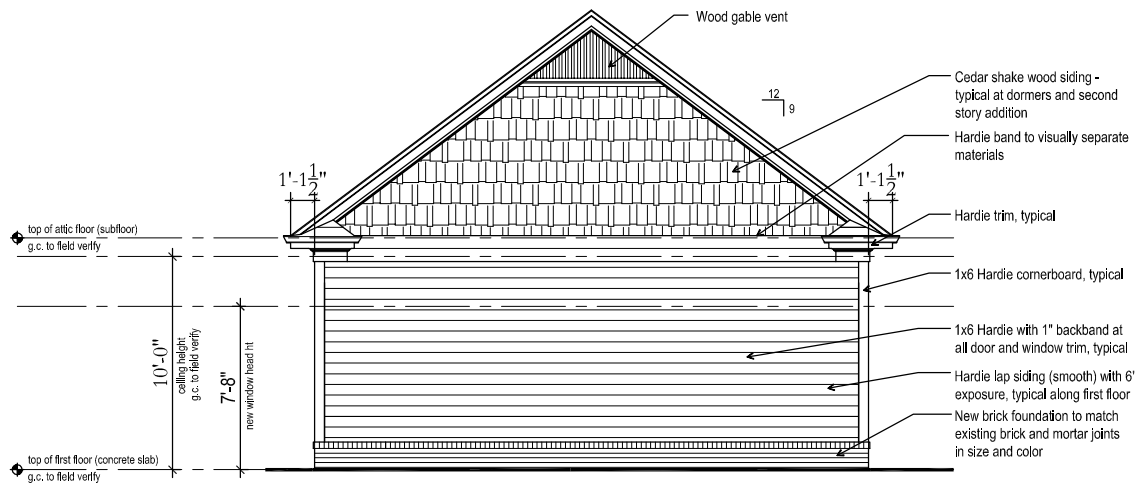 Wood gable vent
12
9
Cedar shake wood siding -
typical at dormers and second
story addition
Hardie band to visually separate
materials
1'-1 1/2"
1'-1 1/2"
Hardie trim, typical
top of attic floor (subfloor)
g.c. to field verify
1x6 Hardie cornerboard, typical
10'-0"
ceiling height
g.c. to field verify
7'-8"
new window head ht
1x6 Hardie with 1" backband at
all door and window trim, typical
Hardie lap siding (smooth) with 6'
exposure, typical along first floor
New brick foundation to match
existing brick and mortar joints
in size and color
top of first floor (concrete slab)
g.c. to field verify